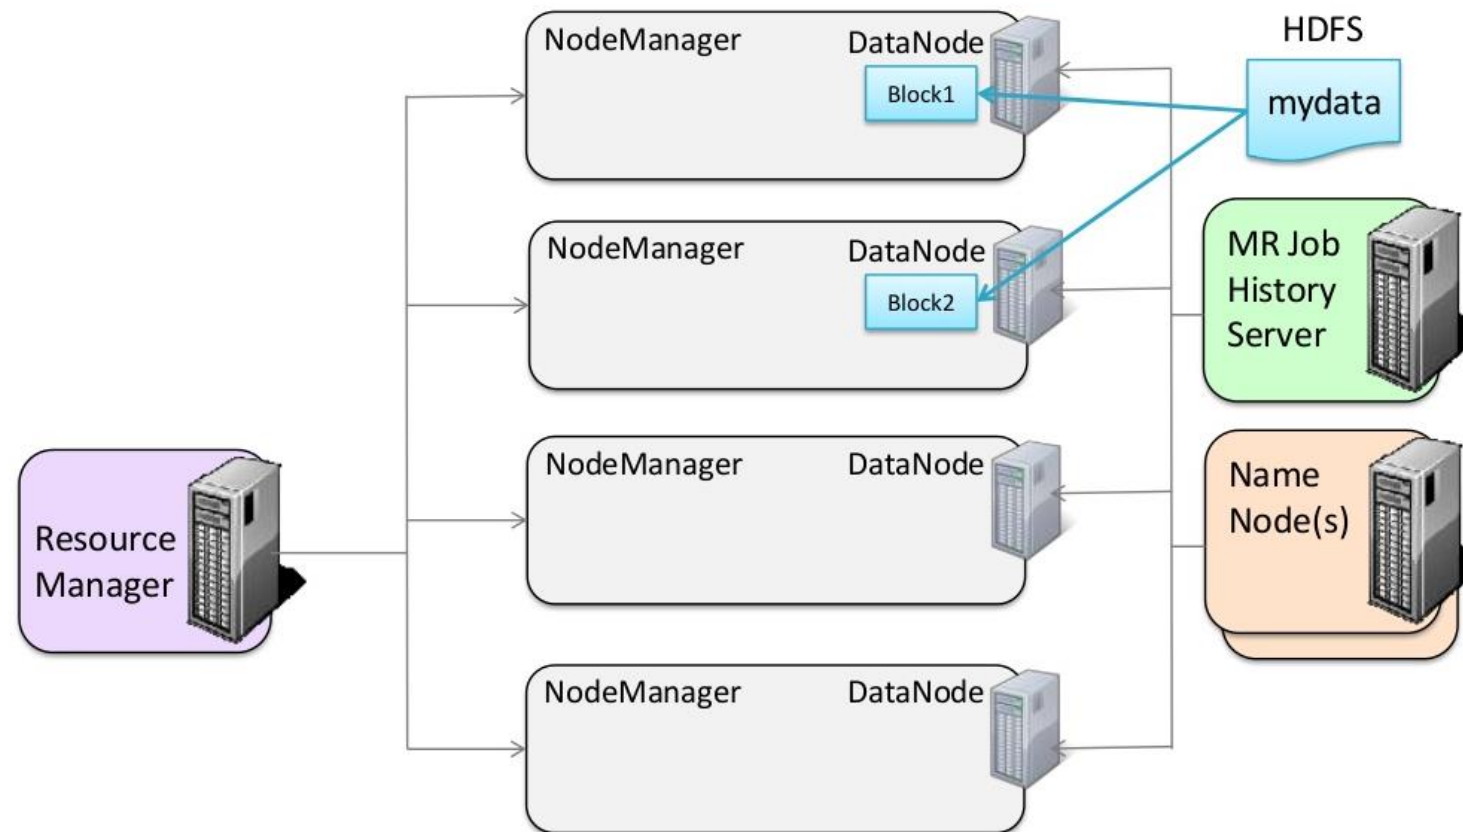 NodeManager
DataNode
Block1
HDFS
mydata
NodeManager
DataNode
Block2
MR Job
History
Server
NodeManager
DataNode
Name
Node(s)
Resource
Manager
NodeManager
DataNode